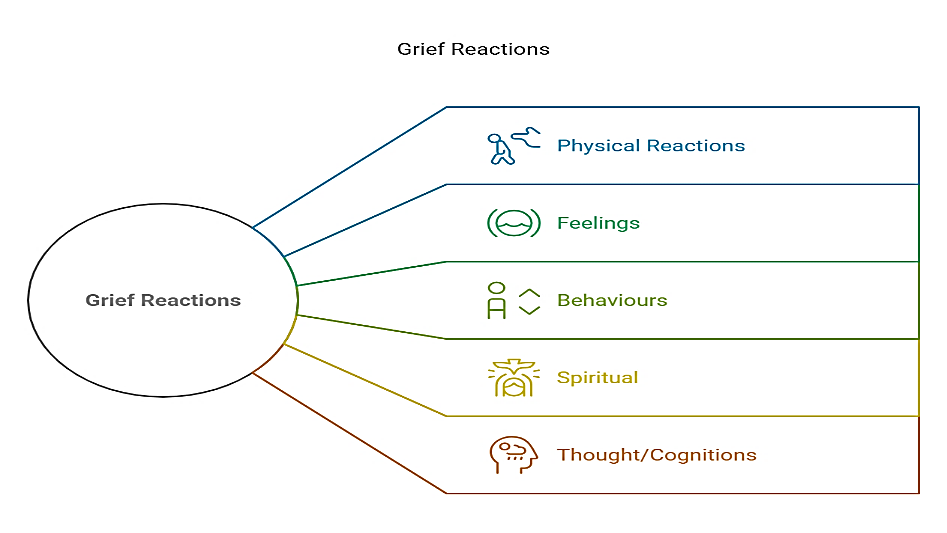 Grief Reactions
Physical Reactions
Feelings
Grief Reactions
Behaviours
Spiritual
Thought/Cognitions